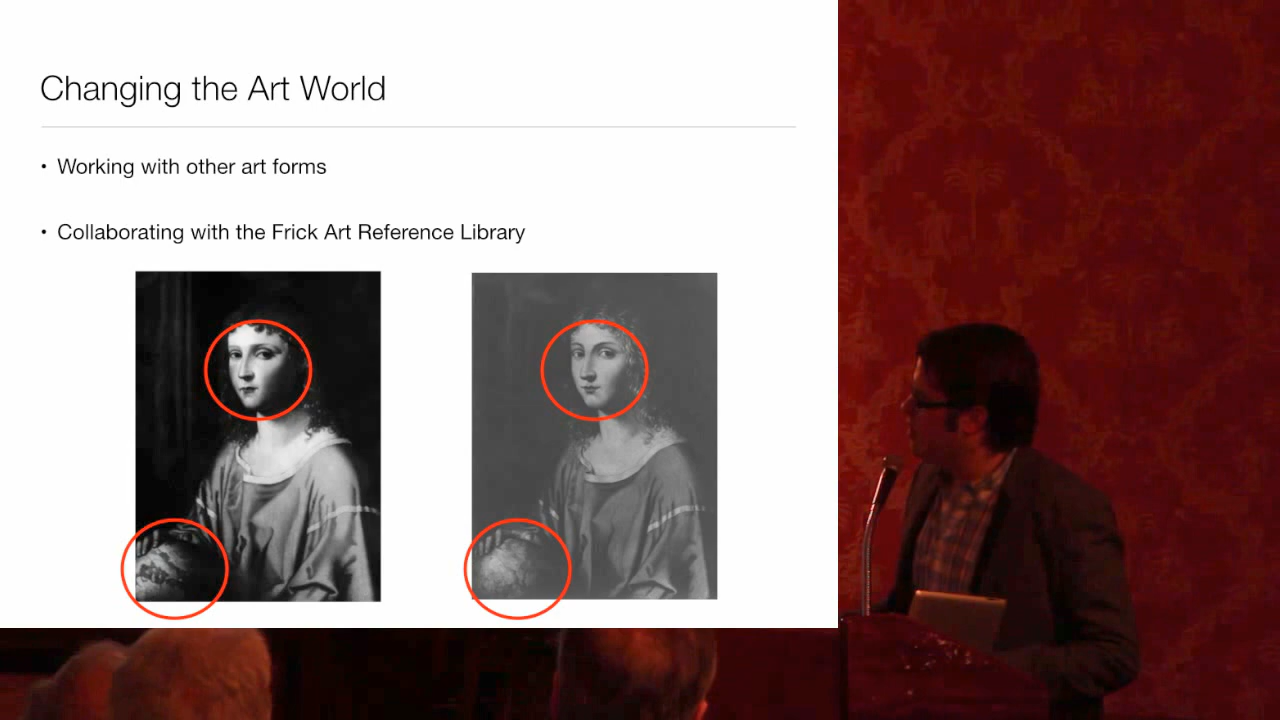 Changing the Art World
• Working with other art forms
• Collaborating with the Frick Art Reference Library